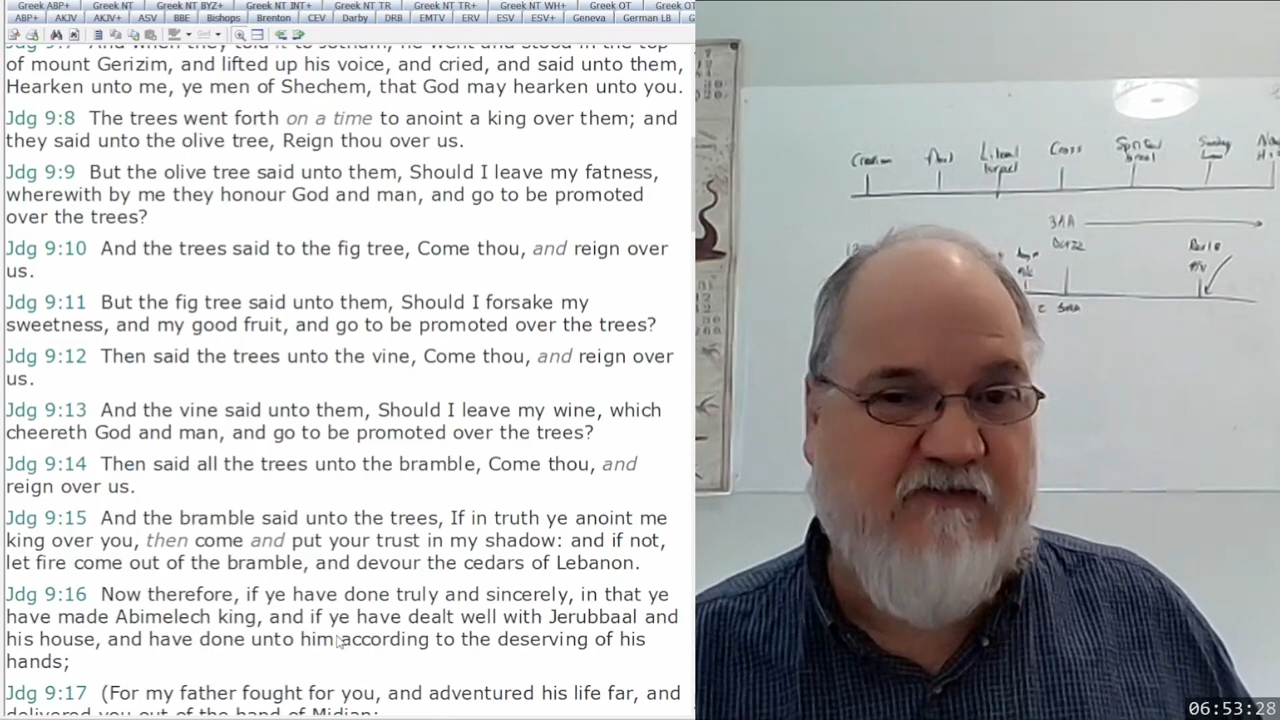 Greek ABP+ Greek NT Greek NT BYZ+ Greek NT INT+ Greek NT TR Greek NT TR+ Greek NT WH+ Greek OT
ABP+ AKJV AKJV+ ASV BBE Bishops Brenton CEV Darby DRB EMTV ERV ESV ESV+ Geneva German LB
of mount Gerizim, and lifted up his voice, and cried, and said unto them,
Hearken unto me, ye men of Shechem, that God may hearken unto you.
Jdg 9:8 The trees went forth on a time to anoint a king over them; and
they said unto the olive tree, Reign thou over us.
Jdg 9:9 But the olive tree said unto them, Should I leave my fatness,
wherewith by me they honour God and man, and go to be promoted
over the trees?
Jdg 9:10 And the trees said to the fig tree, Come thou, and reign over
us.
Jdg 9:11 But the fig tree said unto them, Should I forsake my
sweetness, and my good fruit, and go to be promoted over the trees?
Jdg 9:12 Then said the trees unto the vine, Come thou, and reign over
us.
Jdg 9:13 And the vine said unto them, Should I leave my wine, which
cheereth God and man, and go to be promoted over the trees?
Jdg 9:14 Then said all the trees unto the bramble, Come thou, and
reign over us.
Jdg 9:15 And the bramble said unto the trees, If in truth ye anoint me
king over you, then come and put your trust in my shadow: and if not,
let fire come out of the bramble, and devour the cedars of Lebanon.
Jdg 9:16 Now therefore, if ye have done truly and sincerely, in that ye
have made Abimelech king, and if ye have dealt well with Jerubbaal and
his house, and have done unto him according to the deserving of his
hands;
Jdg 9:17 (For my father fought for you, and adventured his life far, and
delivered you out of the hand of Midian:
Creation
Literal
Israel
Cross
3AA
06:53:28